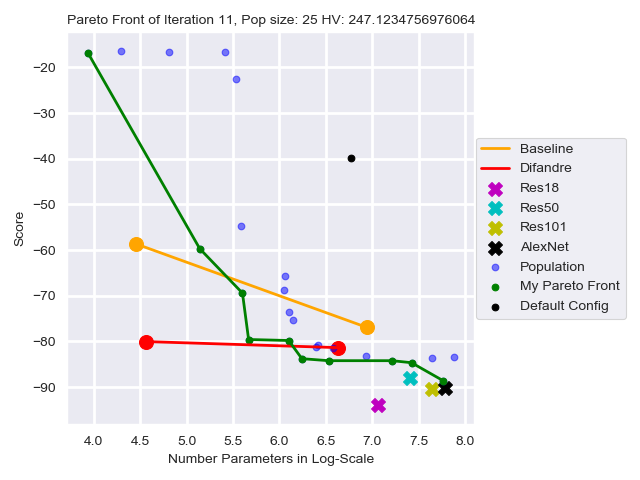 Pareto Front of Iteration 11, Pop size: 25 HV: 247.1234756976064
−20
−30
−40
−50
−60
−70
−80
−90
Score
4.0 4.5 5.0 5.5 6.0 6.5 7.0 7.5 8.0
Number Parameters in Log-Scale
Baseline
Difandre
Res18
Res50
Res101
AlexNet
Population
My Pareto Front
Default Config